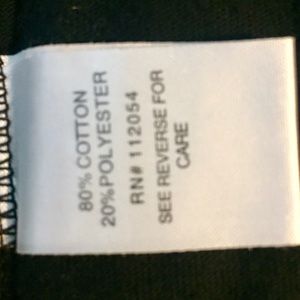 80% COTTON
20% POLYESTER
RN# 112054
SEE REVERSE FOR
CARE